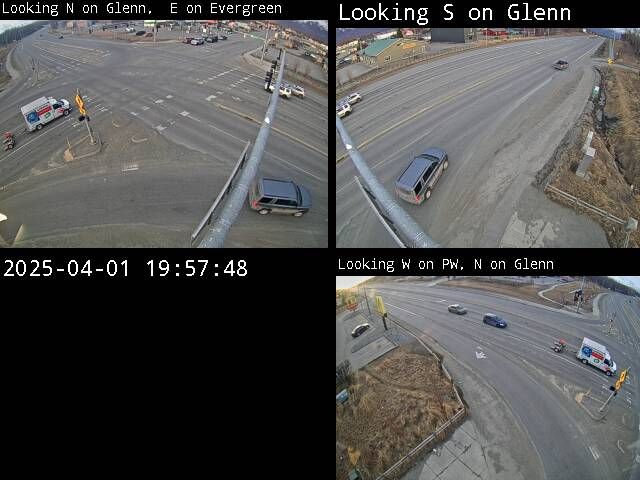 Looking N on Glenn,  E on Evergreen
Looking S on Glenn
2025-04-01 19:57:48
Looking W on PW, N on Glenn